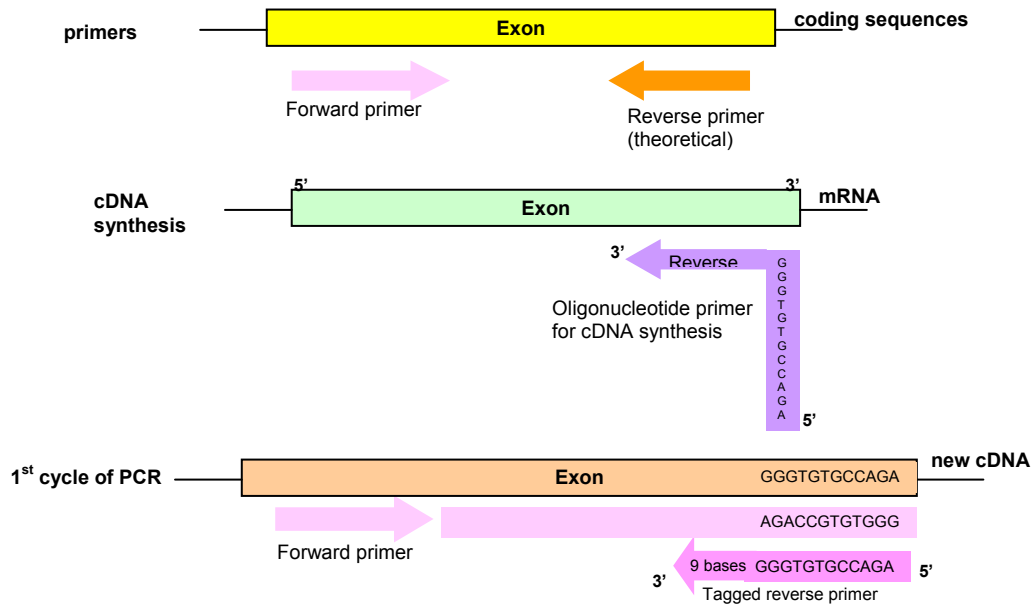 primers
Exon
coding sequences
Forward primer
Reverse primer
(theoretical)
cDNA
synthesis
5’
Exon
3’
mRNA
3’
Reverse
GGGTGTGCCAGA
Oligonucleotide primer
for cDNA synthesis
5’
1st cycle of PCR
Exon
GGGTGTGCCAGA
new cDNA
AGACCGTGTGGG
Forward primer
3’
9 bases
GGGTGTGCCAGA
5’
Tagged reverse primer